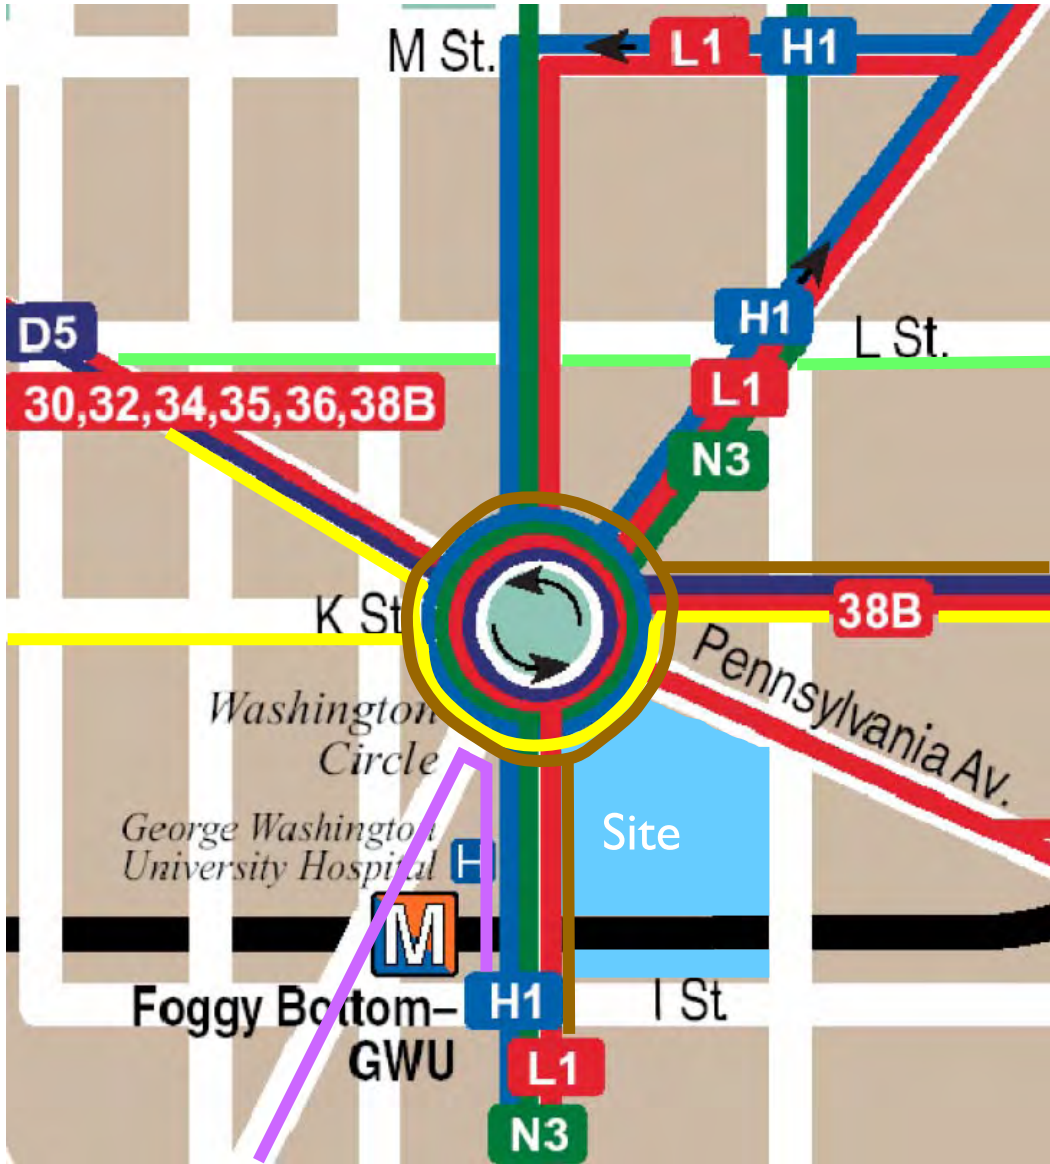 M St.
L1
H1
D5
H1
L St.
30,32,34,35,36,38B
L1
N3
K St
38B
Pennsylvania Av.
Washington
Circle
George Washington
University Hospital
H
Site
M
Foggy Bottom–
GWU
H1
I St
L1
N3